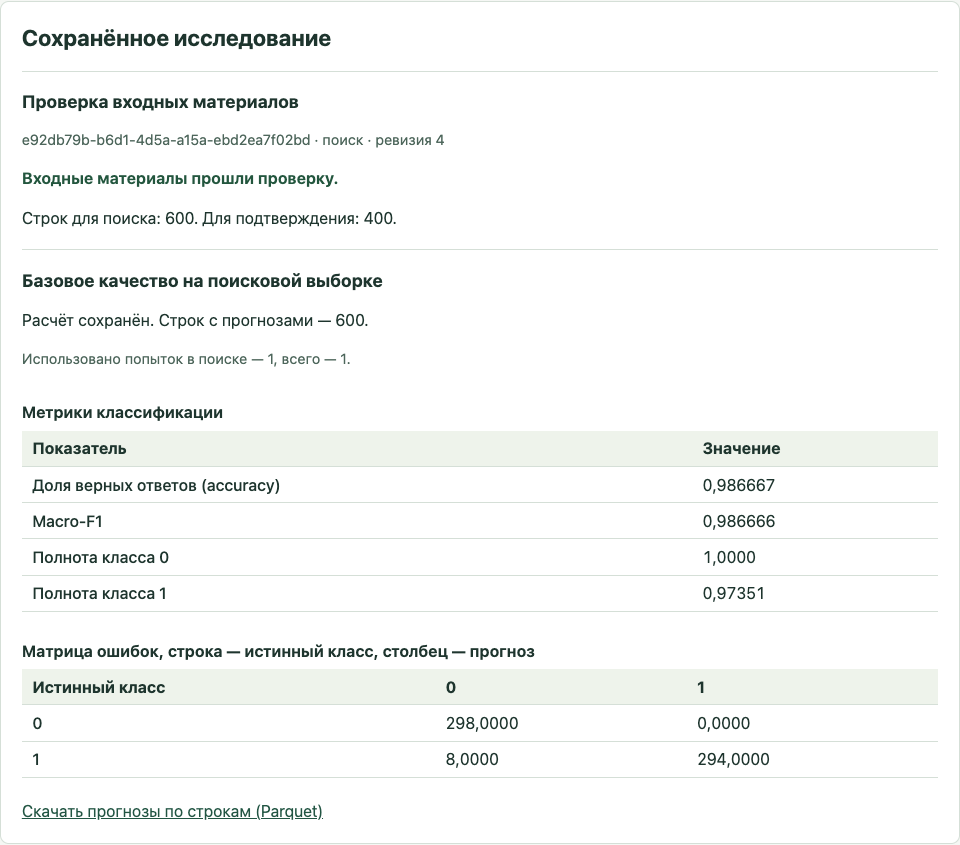 Сохранённое исследование
Проверка входных материалов
e92db79b-b6d1-4d5a-a15a-ebd2ea7f02bd · поиск · ревизия 4
Входные материалы прошли проверку.
Строк для поиска: 600. Для подтверждения: 400.
Базовое качество на поисковой выборке
Расчёт сохранён. Строк с прогнозами — 600.
Использовано попыток в поиске — 1, всего — 1.
Метрики классификации
Показатель Значение
Доля верных ответов (accuracy) 0,986667
Macro-F1 0,986666
Полнота класса 0 1,0000
Полнота класса 1 0,97351
Матрица ошибок, строка — истинный класс, столбец — прогноз
Истинный класс 0 1
0 298,0000 0,0000
1 8,0000 294,0000
Скачать прогнозы по строкам (Parquet)